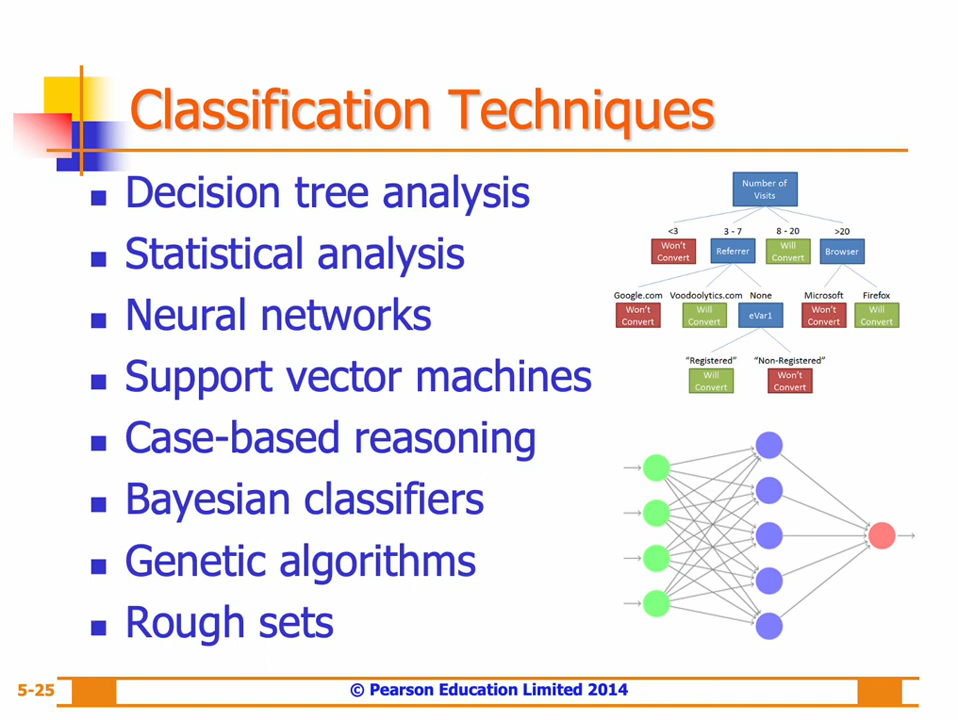 Classification Techniques
Decision tree analysis
Statistical analysis
Neural networks
Support vector machines
Case-based reasoning
Bayesian classifiers
Genetic algorithms
Rough sets
Number of
Visits
<3
3 - 7
8 - 20
>20
Won't
Convert
Referrer
Will
Convert
Browser
Google.com
Voodoolytics.com
None
Microsoft
Firefox
Won't
Convert
Will
Convert
eVar1
Won't
Convert
Will
Convert
"Registered"
"Non-Registered"
Will
Convert
Won't
Convert
5-25
© Pearson Education Limited 2014